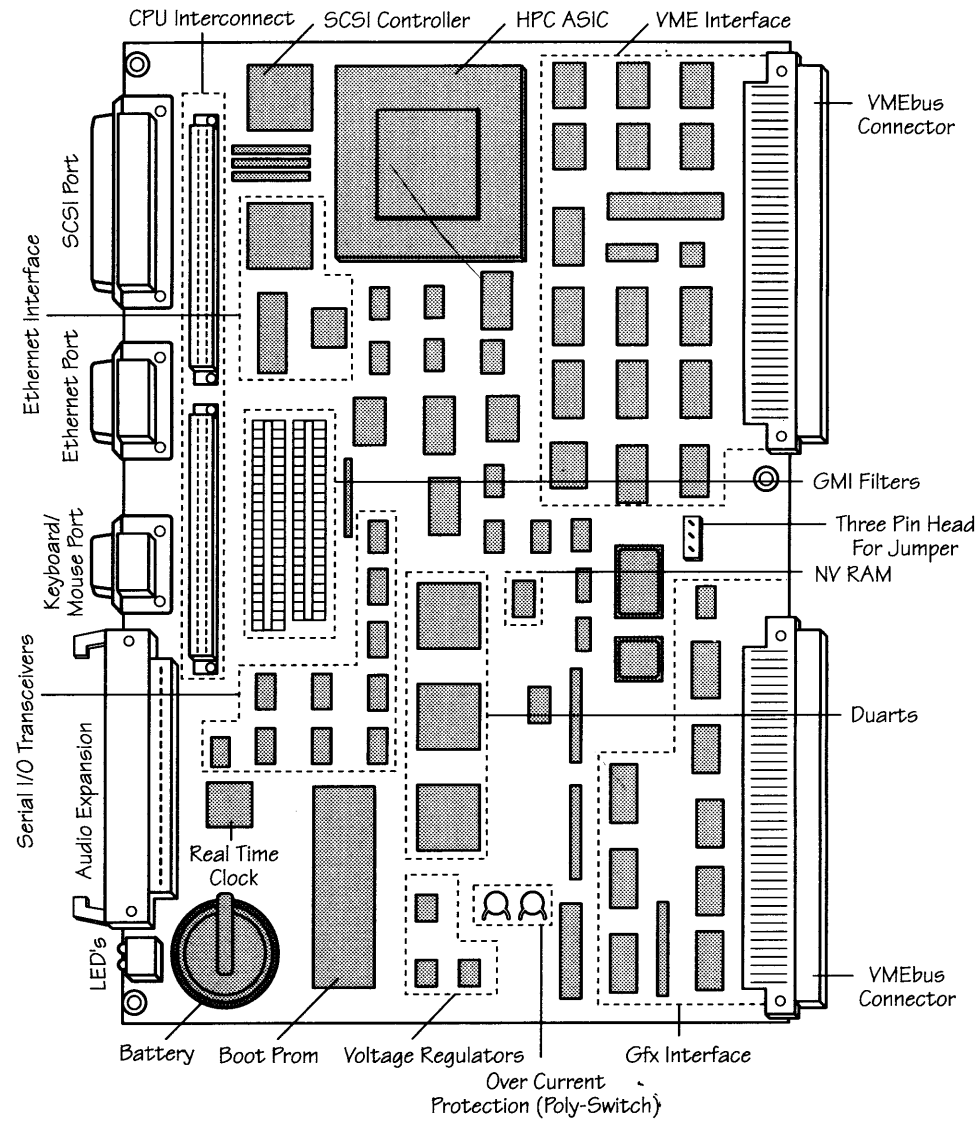 CPU Interconnect
SCSI Controller
HPC ASIC
VME Interface
VMEbus
Connector
SCSI Port
Ethernet Interface
Ethernet Port
GMI Filters
Three Pin Head
For Jumper
NV RAM
Keyboard/
Mouse Port
Serial I/O Transceivers
Audio Expansion
Duarts
Real Time
Clock
LED's
VMEbus
Connector
Battery
Boot Prom
Voltage Regulators
Gfx Interface
Over Current
Protection (Poly-Switch)